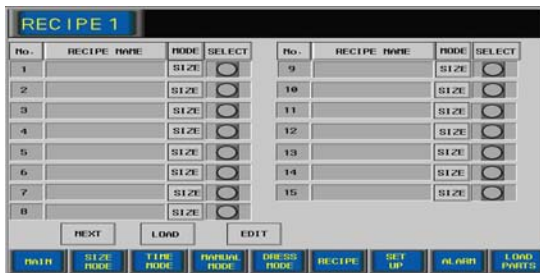 RECIPE 1
No. RECIPE NAME MODE SELECT No. RECIPE NAME MODE SELECT
1 SIZE 9 SIZE
2 SIZE 10 SIZE
3 SIZE 11 SIZE
4 SIZE 12 SIZE
5 SIZE 13 SIZE
6 SIZE 14 SIZE
7 SIZE 15 SIZE
8 SIZE
NEXT LOAD EDIT
MAIN SIZE MODE TIME MODE MANUAL MODE DRESS MODE RECIPE SET UP ALARM LOAD PARTS